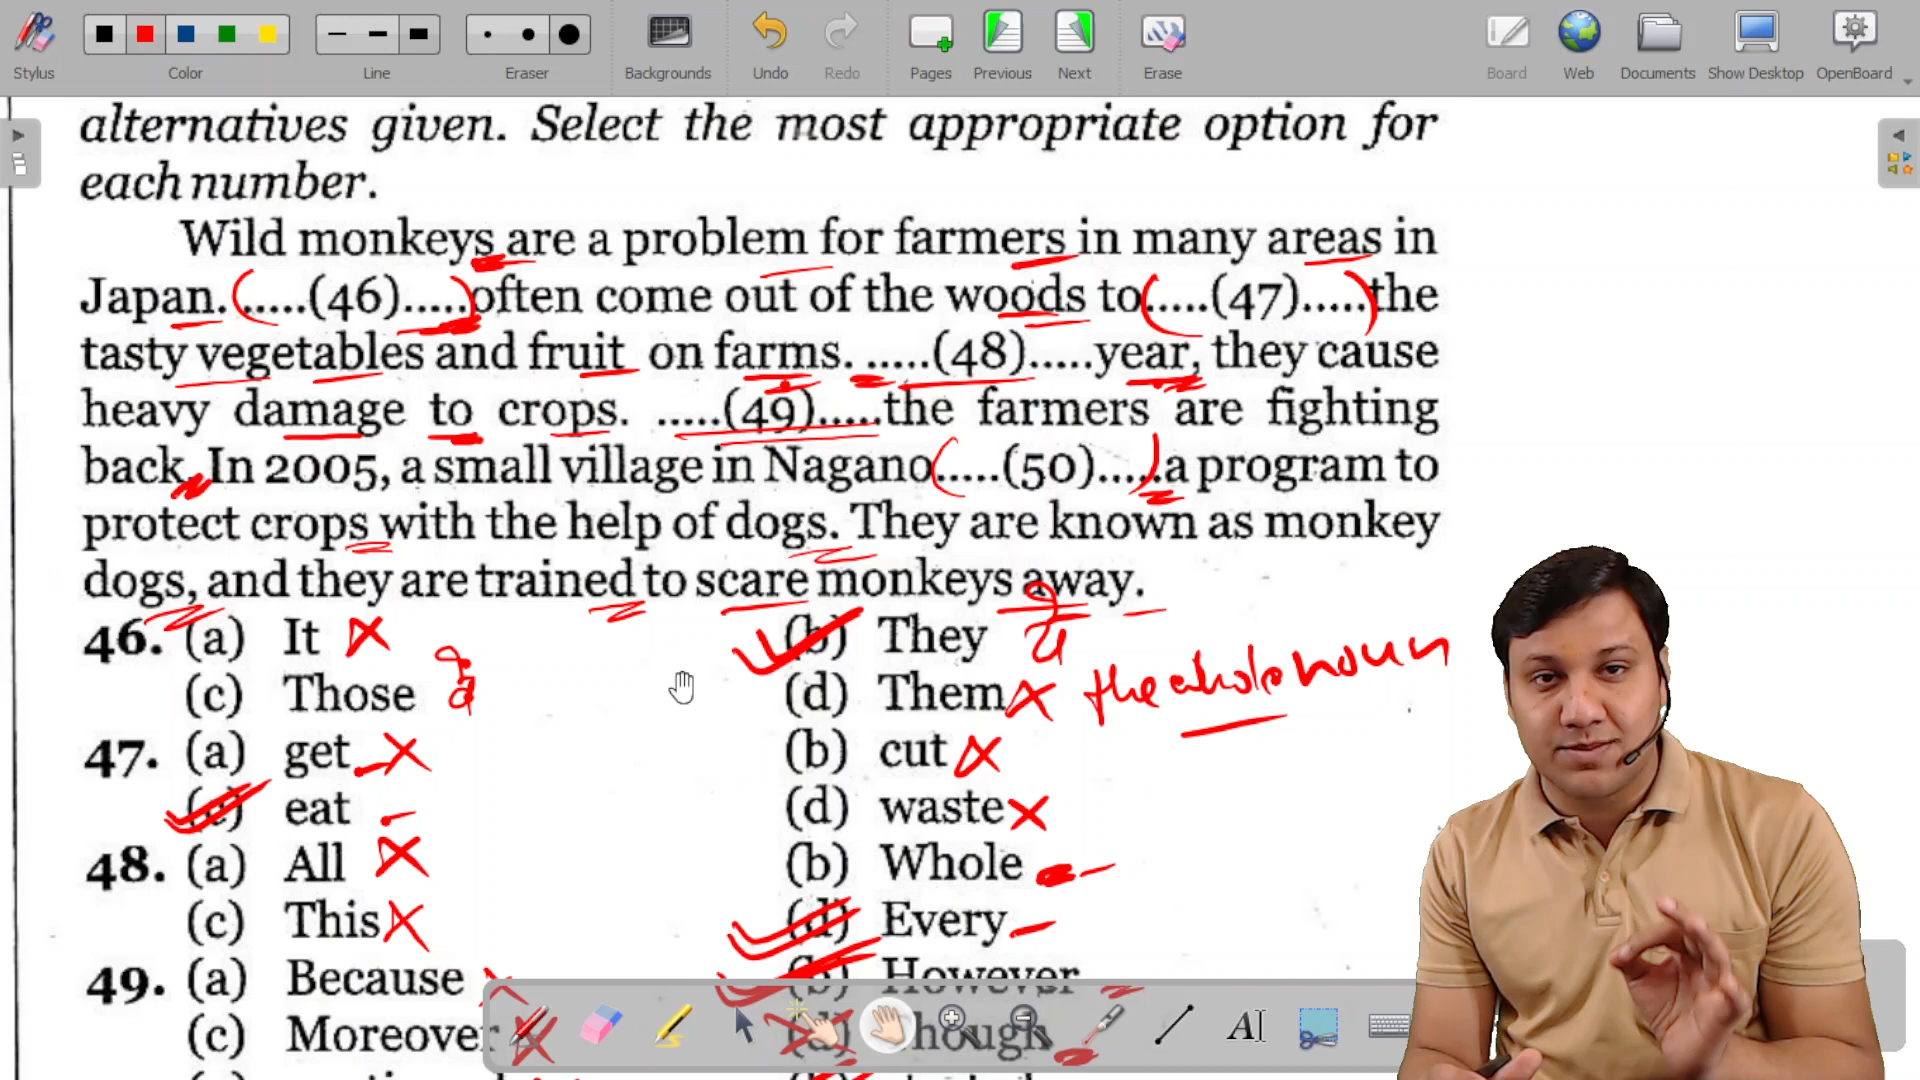 Stylus
Color
Line
Eraser
Backgrounds
Undo
Redo
Pages
Previous
Next
Erase
Board
Web
Documents
Show Desktop
OpenBoard
alternatives given. Select the most appropriate option for
each number.
Wild monkeys are a problem for farmers in many areas in
Japan. .....(46)..... often come out of the woods to .....(47)..... the
tasty vegetables and fruit on farms. .....(48)..... year, they cause
heavy damage to crops. .....(49)..... the farmers are fighting
back. In 2005, a small village in Nagano .....(50)..... a program to
protect crops with the help of dogs. They are known as monkey
dogs, and they are trained to scare monkeys away.
46. (a) It (b) They
(c) Those (d) Them
the whole noun
47. (a) get (b) cut
(c) eat (d) waste
48. (a) All (b) Whole
(c) This (d) Every
49. (a) Because (b) However
(c) Moreover (d) though